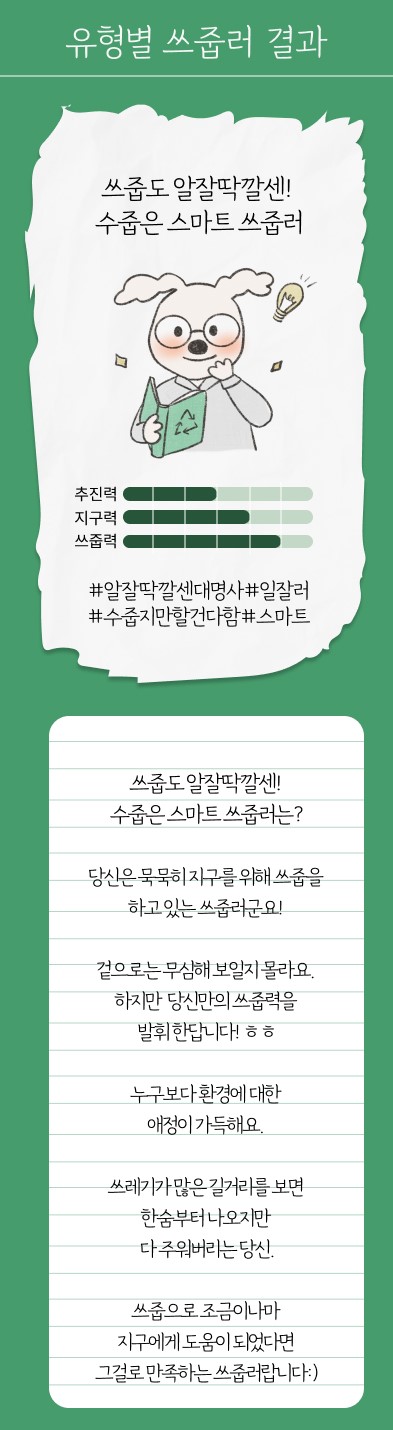 유형별 쓰줍러 결과
쓰줍도 알잘딱깔센!
수줍은 스마트 쓰줍러
추진력
지구력
쓰줍력
#알잘딱깔센대명사#일잘러
#수줍지만할건다함#스마트
쓰줍도 알잘딱깔센!
수줍은 스마트 쓰줍러는?
당신은 묵묵히 지구를 위해 쓰줍을
하고 있는 쓰줍러군요!
겉으로는 무심해 보일지 몰라요.
하지만 당신만의 쓰줍력을
발휘한답니다! ㅎㅎ
누구보다 환경에 대한
애정이 가득해요.
쓰레기가 많은 길거리를 보면
한숨부터 나오지만
다 주워버리는 당신.
쓰줍으로 조금이나마
지구에게 도움이 되었다면
그걸로 만족하는 쓰줍러랍니다:)